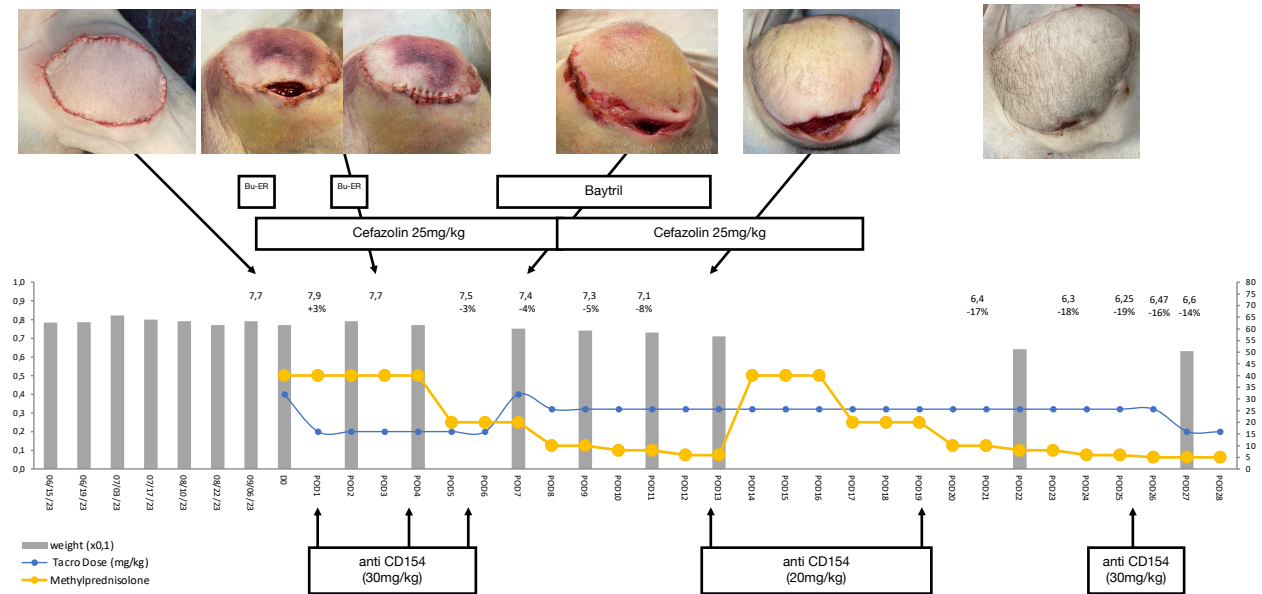 Bu-ER
Bu-ER
Baytril
Cefazolin 25mg/kg
Cefazolin 25mg/kg
1,0
0,9
0,8
0,7
0,6
0,5
0,4
0,3
0,2
0,1
0,0
7,7
7,9
+3%
7,7
7,5
-3%
7,4
-4%
7,3
-5%
7,1
-8%
6,4
-17%
6,3
-18%
6,25
-19%
6,47
-16%
6,6
-14%
80
75
70
65
60
55
50
45
40
35
30
25
20
15
10
5
0
06/15/23
06/19/23
07/03/23
07/17/23
08/10/23
08/22/23
09/06/23
D0
POD1
POD2
POD3
POD4
POD5
POD6
POD7
POD8
POD9
POD10
POD11
POD12
POD13
POD14
POD15
POD16
POD17
POD18
POD19
POD20
POD21
POD22
POD23
POD24
POD25
POD26
POD27
POD28
weight (x0,1)
Tacro Dose (mg/kg)
Methylprednisolone
anti CD154
(30mg/kg)
anti CD154
(20mg/kg)
anti CD154
(30mg/kg)